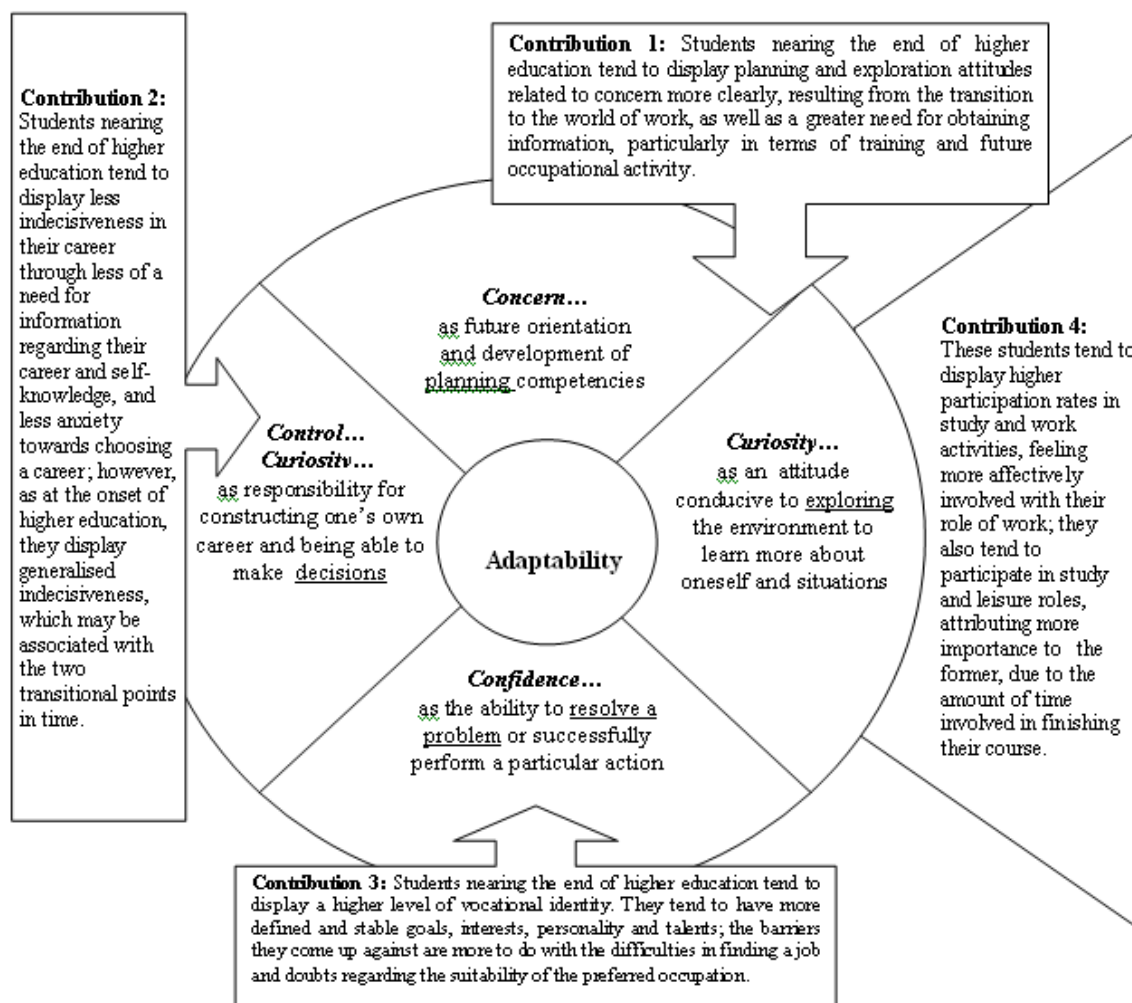 Contribution 1: Students nearing the end of higher
education tend to display planning and exploration attitudes
related to concern more clearly, resulting from the transition
to the world of work, as well as a greater need for obtaining
information, particularly in terms of training and future
occupational activity.
Contribution 2:
Students nearing
the end of higher
education tend to
display less
indecisiveness in
their career
through less of a
need for
information
regarding their
career and self-
knowledge, and
less anxiety
towards choosing
a career; however,
as at the onset of
higher education,
they display
generalised
indecisiveness,
which may be
associated with
the two
transitional points
in time.
Concern...
as future orientation
and development of
planning competencies
Control...
Curiosity...
as responsibility for
constructing one's own
career and being able to
make decisions
Adaptability
Curiosity...
as an attitude
conducive to exploring
the environment to
learn more about
oneself and situations
Confidence...
as the ability to resolve a
problem or successfully
perform a particular action
Contribution 4:
These students tend to
display higher
participation rates in
study and work
activities, feeling
more affectively
involved with their
role of work; they
also tend to
participate in study
and leisure roles,
attributing more
importance to the
former, due to the
amount of time
involved in finishing
their course.
Contribution 3: Students nearing the end of higher education tend to
display a higher level of vocational identity. They tend to have more
defined and stable goals, interests, personality and talents; the barriers
they come up against are more to do with the difficulties in finding a job
and doubts regarding the suitability of the preferred occupation.